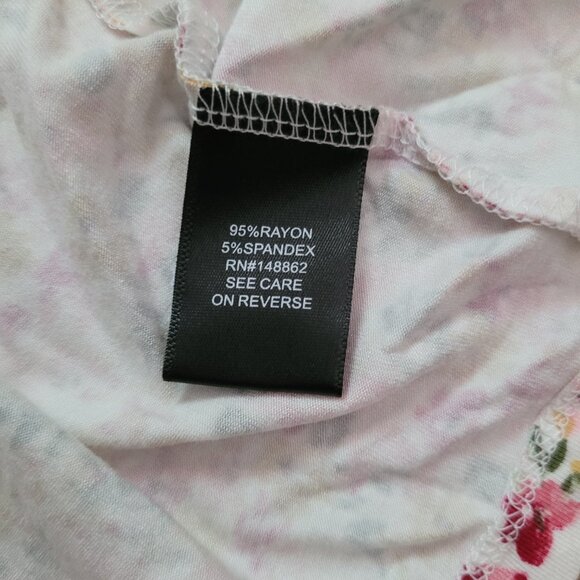 95%RAYON
5%SPANDEX
RN#148862
SEE CARE
ON REVERSE